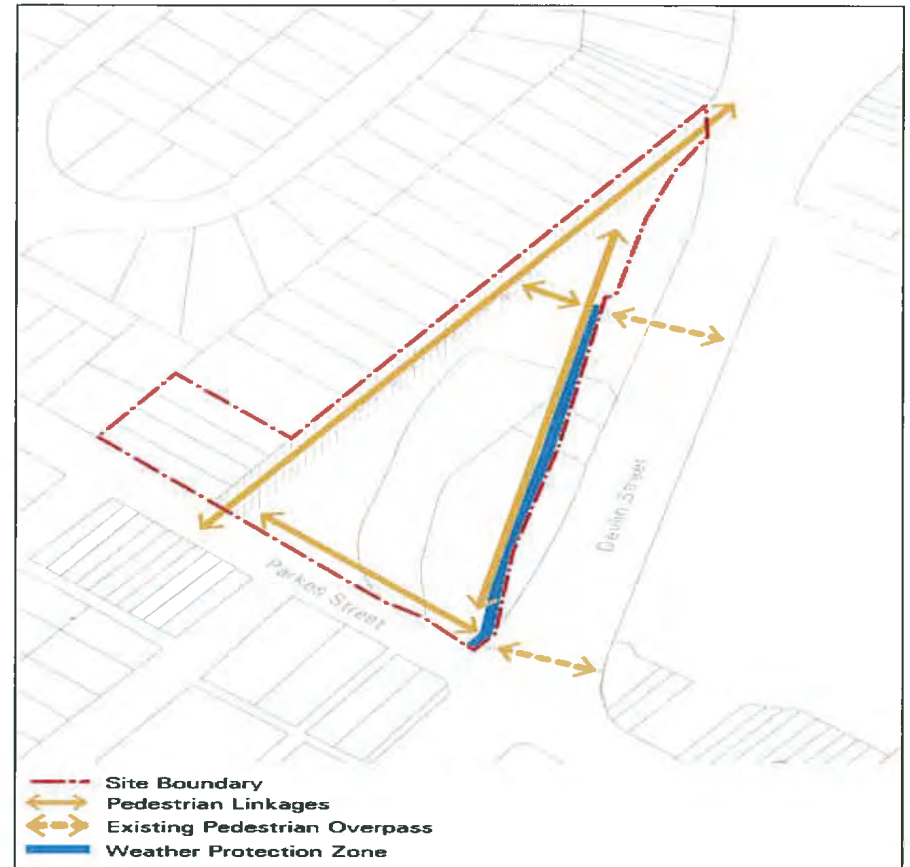 Devlin Street
Parkes Street
Site Boundary
Pedestrian Linkages
Existing Pedestrian Overpass
Weather Protection Zone